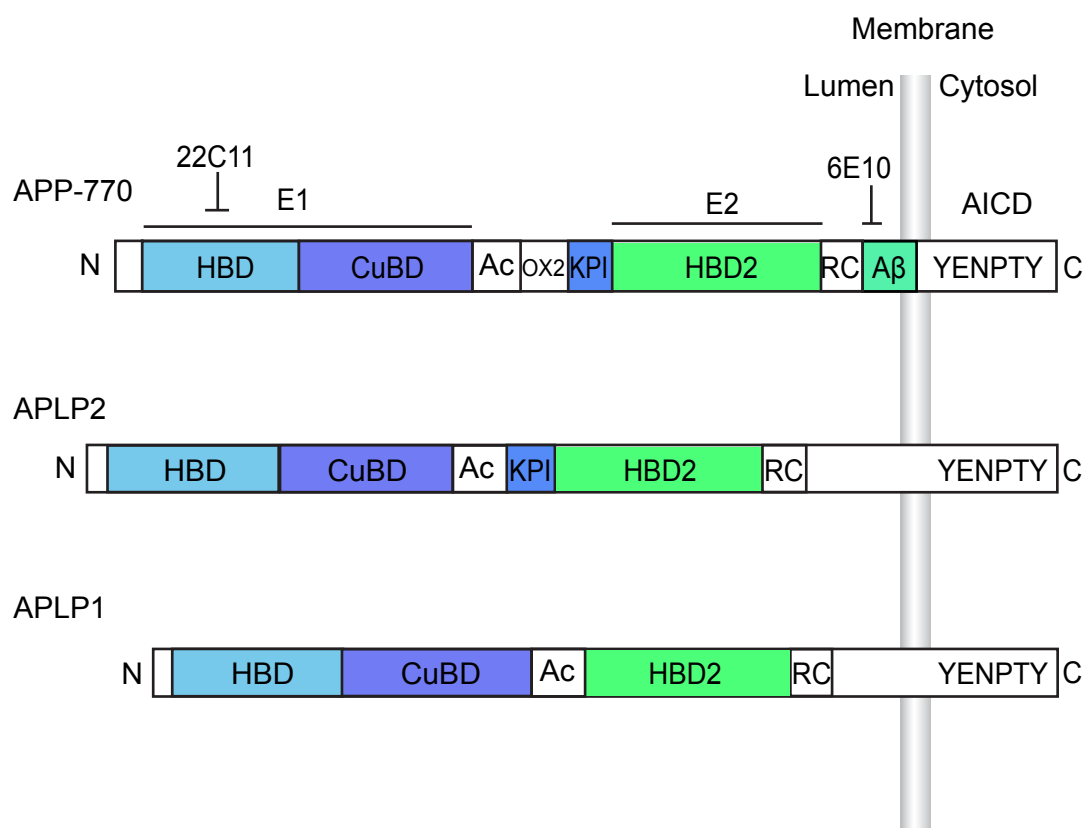 Membrane
Lumen Cytosol
22C11 6E10
APP-770 E1 E2 AICD
N HBD CuBD Ac OX2 KPI HBD2 RC Aβ YENPTY C
APLP2
N HBD CuBD Ac KPI HBD2 RC YENPTY C
APLP1
N HBD CuBD Ac HBD2 RC YENPTY C